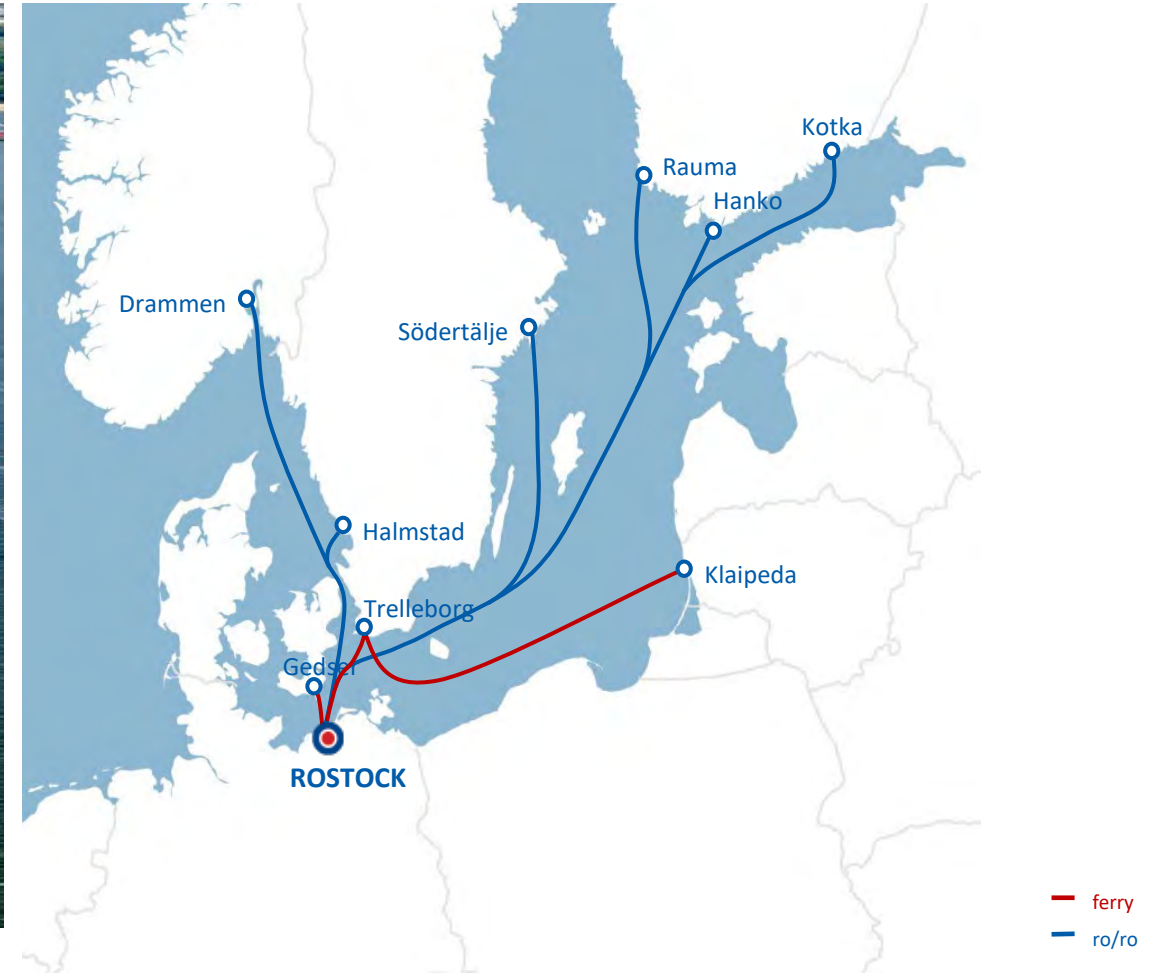 Kotka
Rauma
Hanko
Drammen
Södertälje
Halmstad
Klaipeda
Trelleborg
Gedser
ROSTOCK
ferry
ro/ro